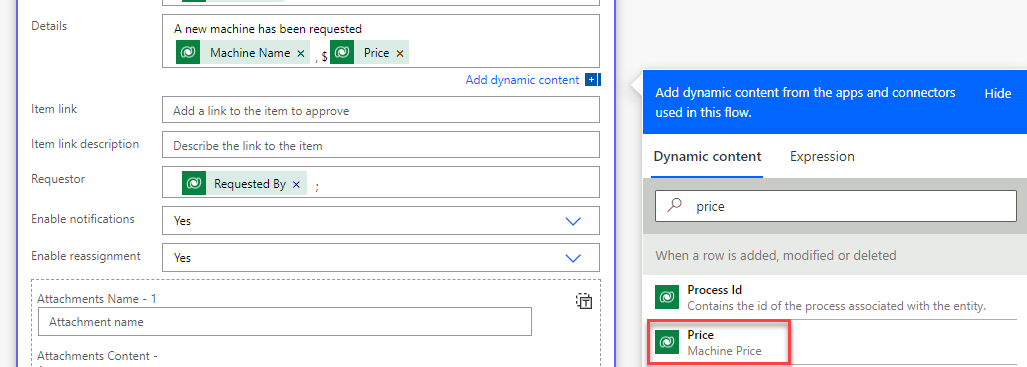 Details
A new machine has been requested
Machine Name × , $ Price ×
Add dynamic content
Item link
Add a link to the item to approve
Item link description
Describe the link to the item
Requestor
Requested By × ;
Enable notifications
Yes
Enable reassignment
Yes
Attachments Name - 1
Attachment name
Attachments Content -
Add dynamic content from the apps and connectors
used in this flow.
Hide
Dynamic content
Expression
price
When a row is added, modified or deleted
Process Id
Contains the id of the process associated with the entity.
Price
Machine Price